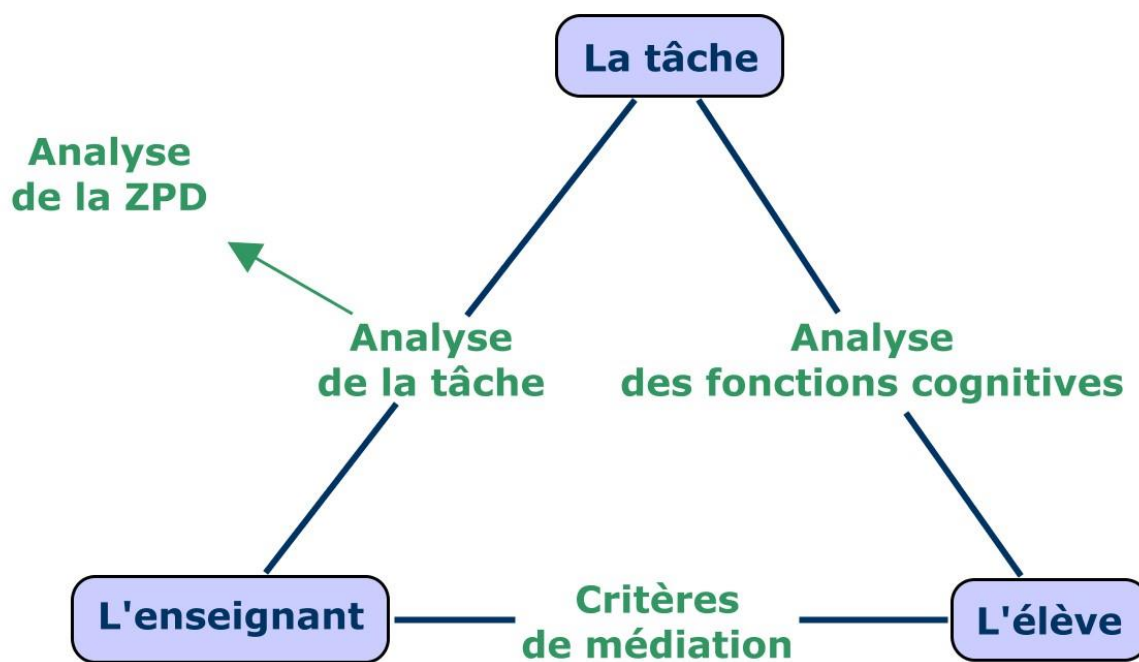 La tâche
Analyse
de la ZPD
Analyse
de la tâche
Analyse
des fonctions cognitives
L'enseignant
Critères
de médiation
L'élève